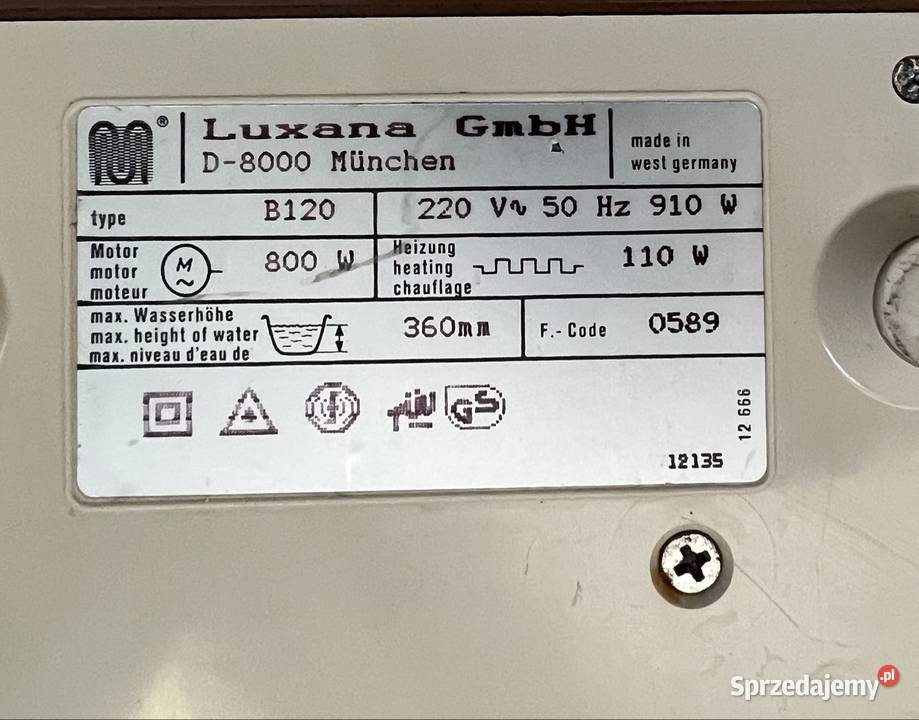 ® Luxana GmbH
D-8000 München
made in
west germany
type B120 220 V~ 50 Hz 910 W
Motor
motor
moteur
M
~
800 W
Heizung
heating
chauflage
110 W
max. Wasserhöhe
max. height of water
max. niveau d'eau de
360mm
F.- Code 0589
GS
12 666
12135
Sprzedajemy.pl